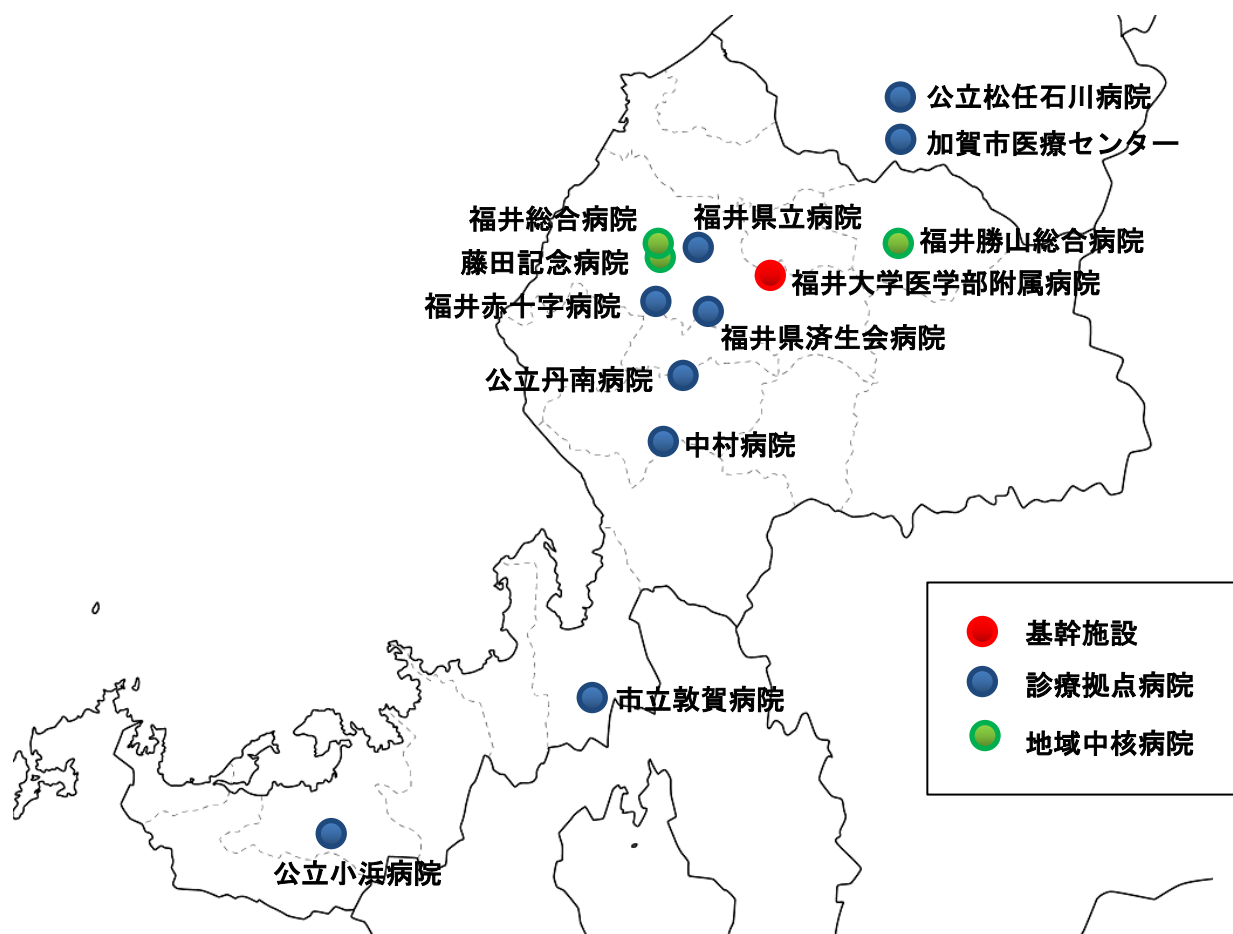 公立松任石川病院
加賀市医療センター
福井総合病院
福井県立病院
福井勝山総合病院
藤田記念病院
福井大学医学部附属病院
福井赤十字病院
福井県済生会病院
公立丹南病院
中村病院
基幹施設
診療拠点病院
市立敦賀病院
地域中核病院
公立小浜病院